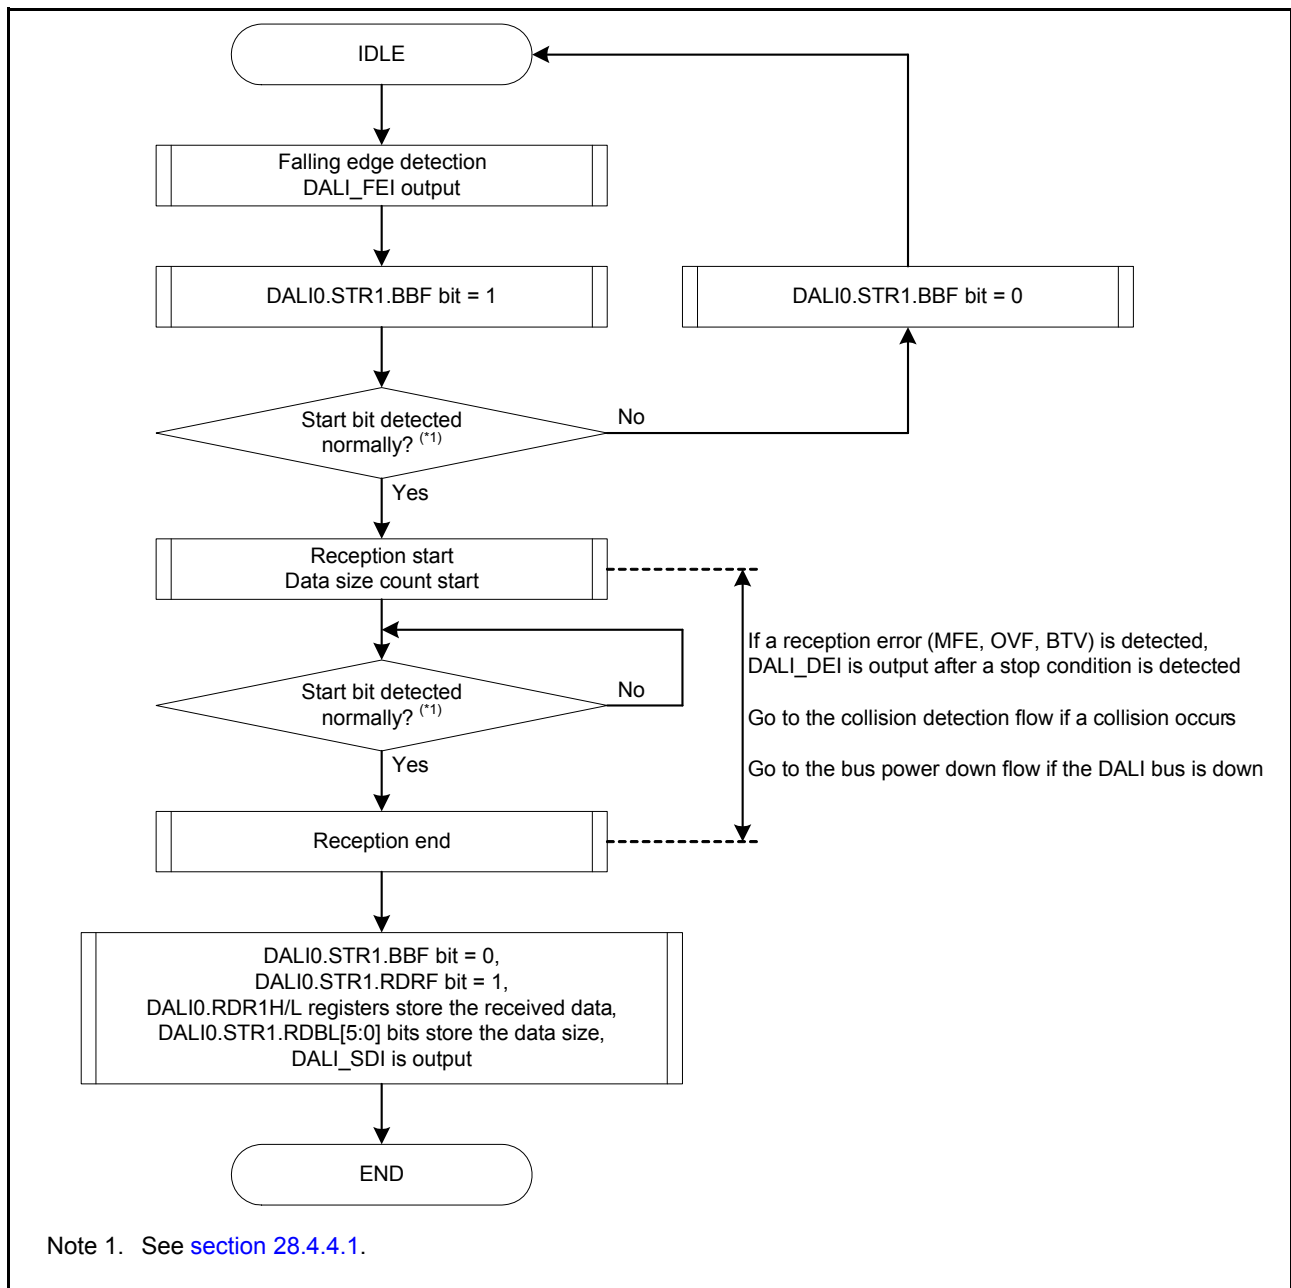 IDLE
Falling edge detection
DALI_FEI output
DALI0.STR1.BBF bit = 1
DALI0.STR1.BBF bit = 0
Start bit detected
normally? (*1)
No
Yes
Reception start
Data size count start
If a reception error (MFE, OVF, BTV) is detected,
DALI_DEI is output after a stop condition is detected
Go to the collision detection flow if a collision occurs
Go to the bus power down flow if the DALI bus is down
Start bit detected
normally? (*1)
No
Yes
Reception end
DALI0.STR1.BBF bit = 0,
DALI0.STR1.RDRF bit = 1,
DALI0.RDR1H/L registers store the received data,
DALI0.STR1.RDBL[5:0] bits store the data size,
DALI_SDI is output
END
Note 1. See section 28.4.4.1.